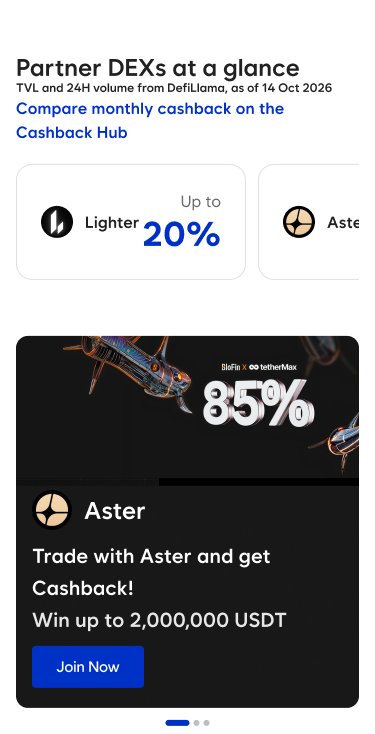 Partner DEXs at a glance
TVL and 24H volume from DefiLlama, as of 14 Oct 2026
Compare monthly cashback on the
Cashback Hub
Up to
Lighter
20%
Aste
BloFin X tetherMax
85%
Aster
Trade with Aster and get
Cashback!
Win up to 2,000,000 USDT
Join Now